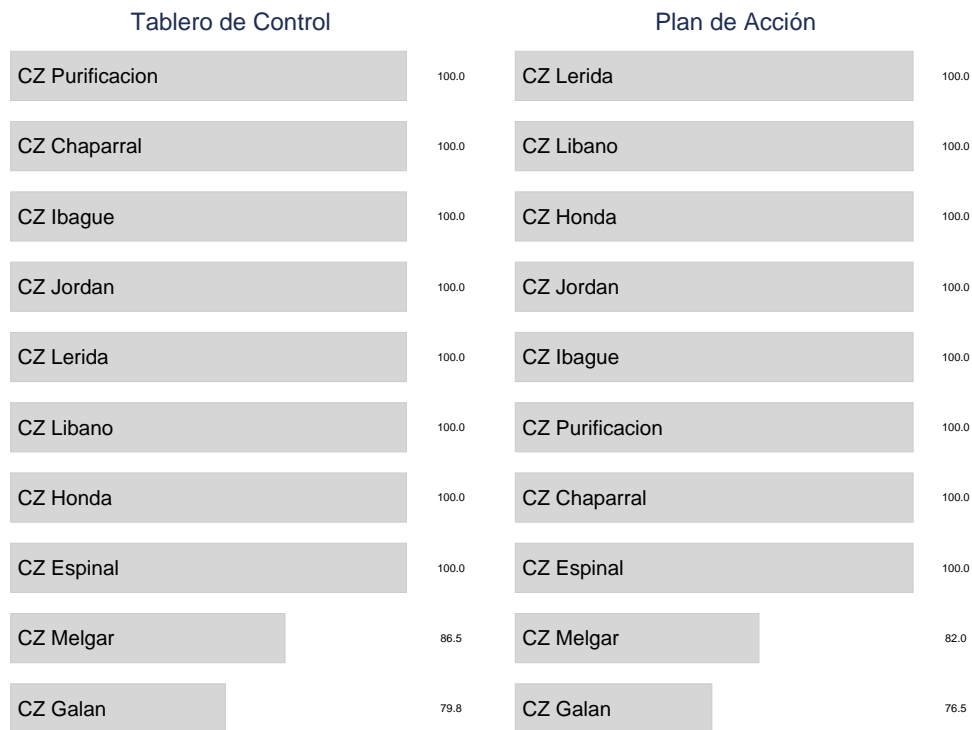 Tablero de Control
CZ Purificacion 100.0
CZ Chaparral 100.0
CZ Ibague 100.0
CZ Jordan 100.0
CZ Lerida 100.0
CZ Libano 100.0
CZ Honda 100.0
CZ Espinal 100.0
CZ Melgar 86.5
CZ Galan 79.8
Plan de Acción
CZ Lerida 100.0
CZ Libano 100.0
CZ Honda 100.0
CZ Jordan 100.0
CZ Ibague 100.0
CZ Purificacion 100.0
CZ Chaparral 100.0
CZ Espinal 100.0
CZ Melgar 82.0
CZ Galan 76.5